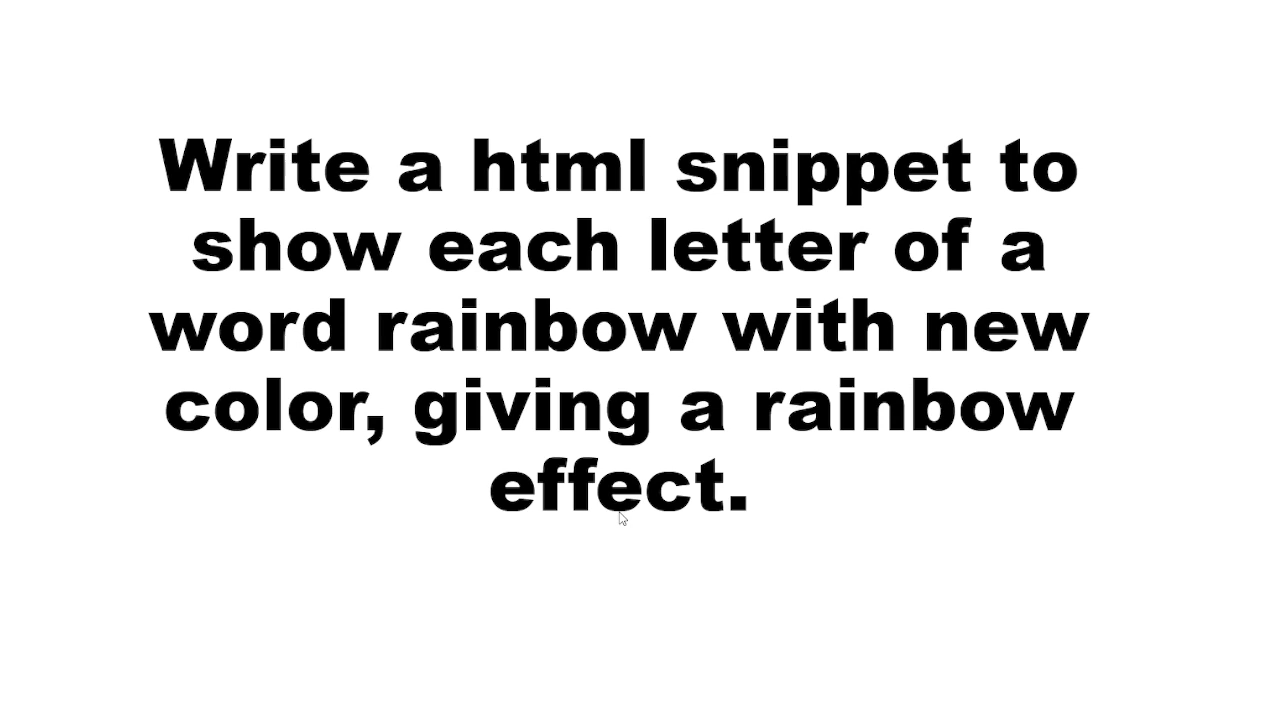 Write a html snippet to
show each letter of a
word rainbow with new
color, giving a rainbow
effect.